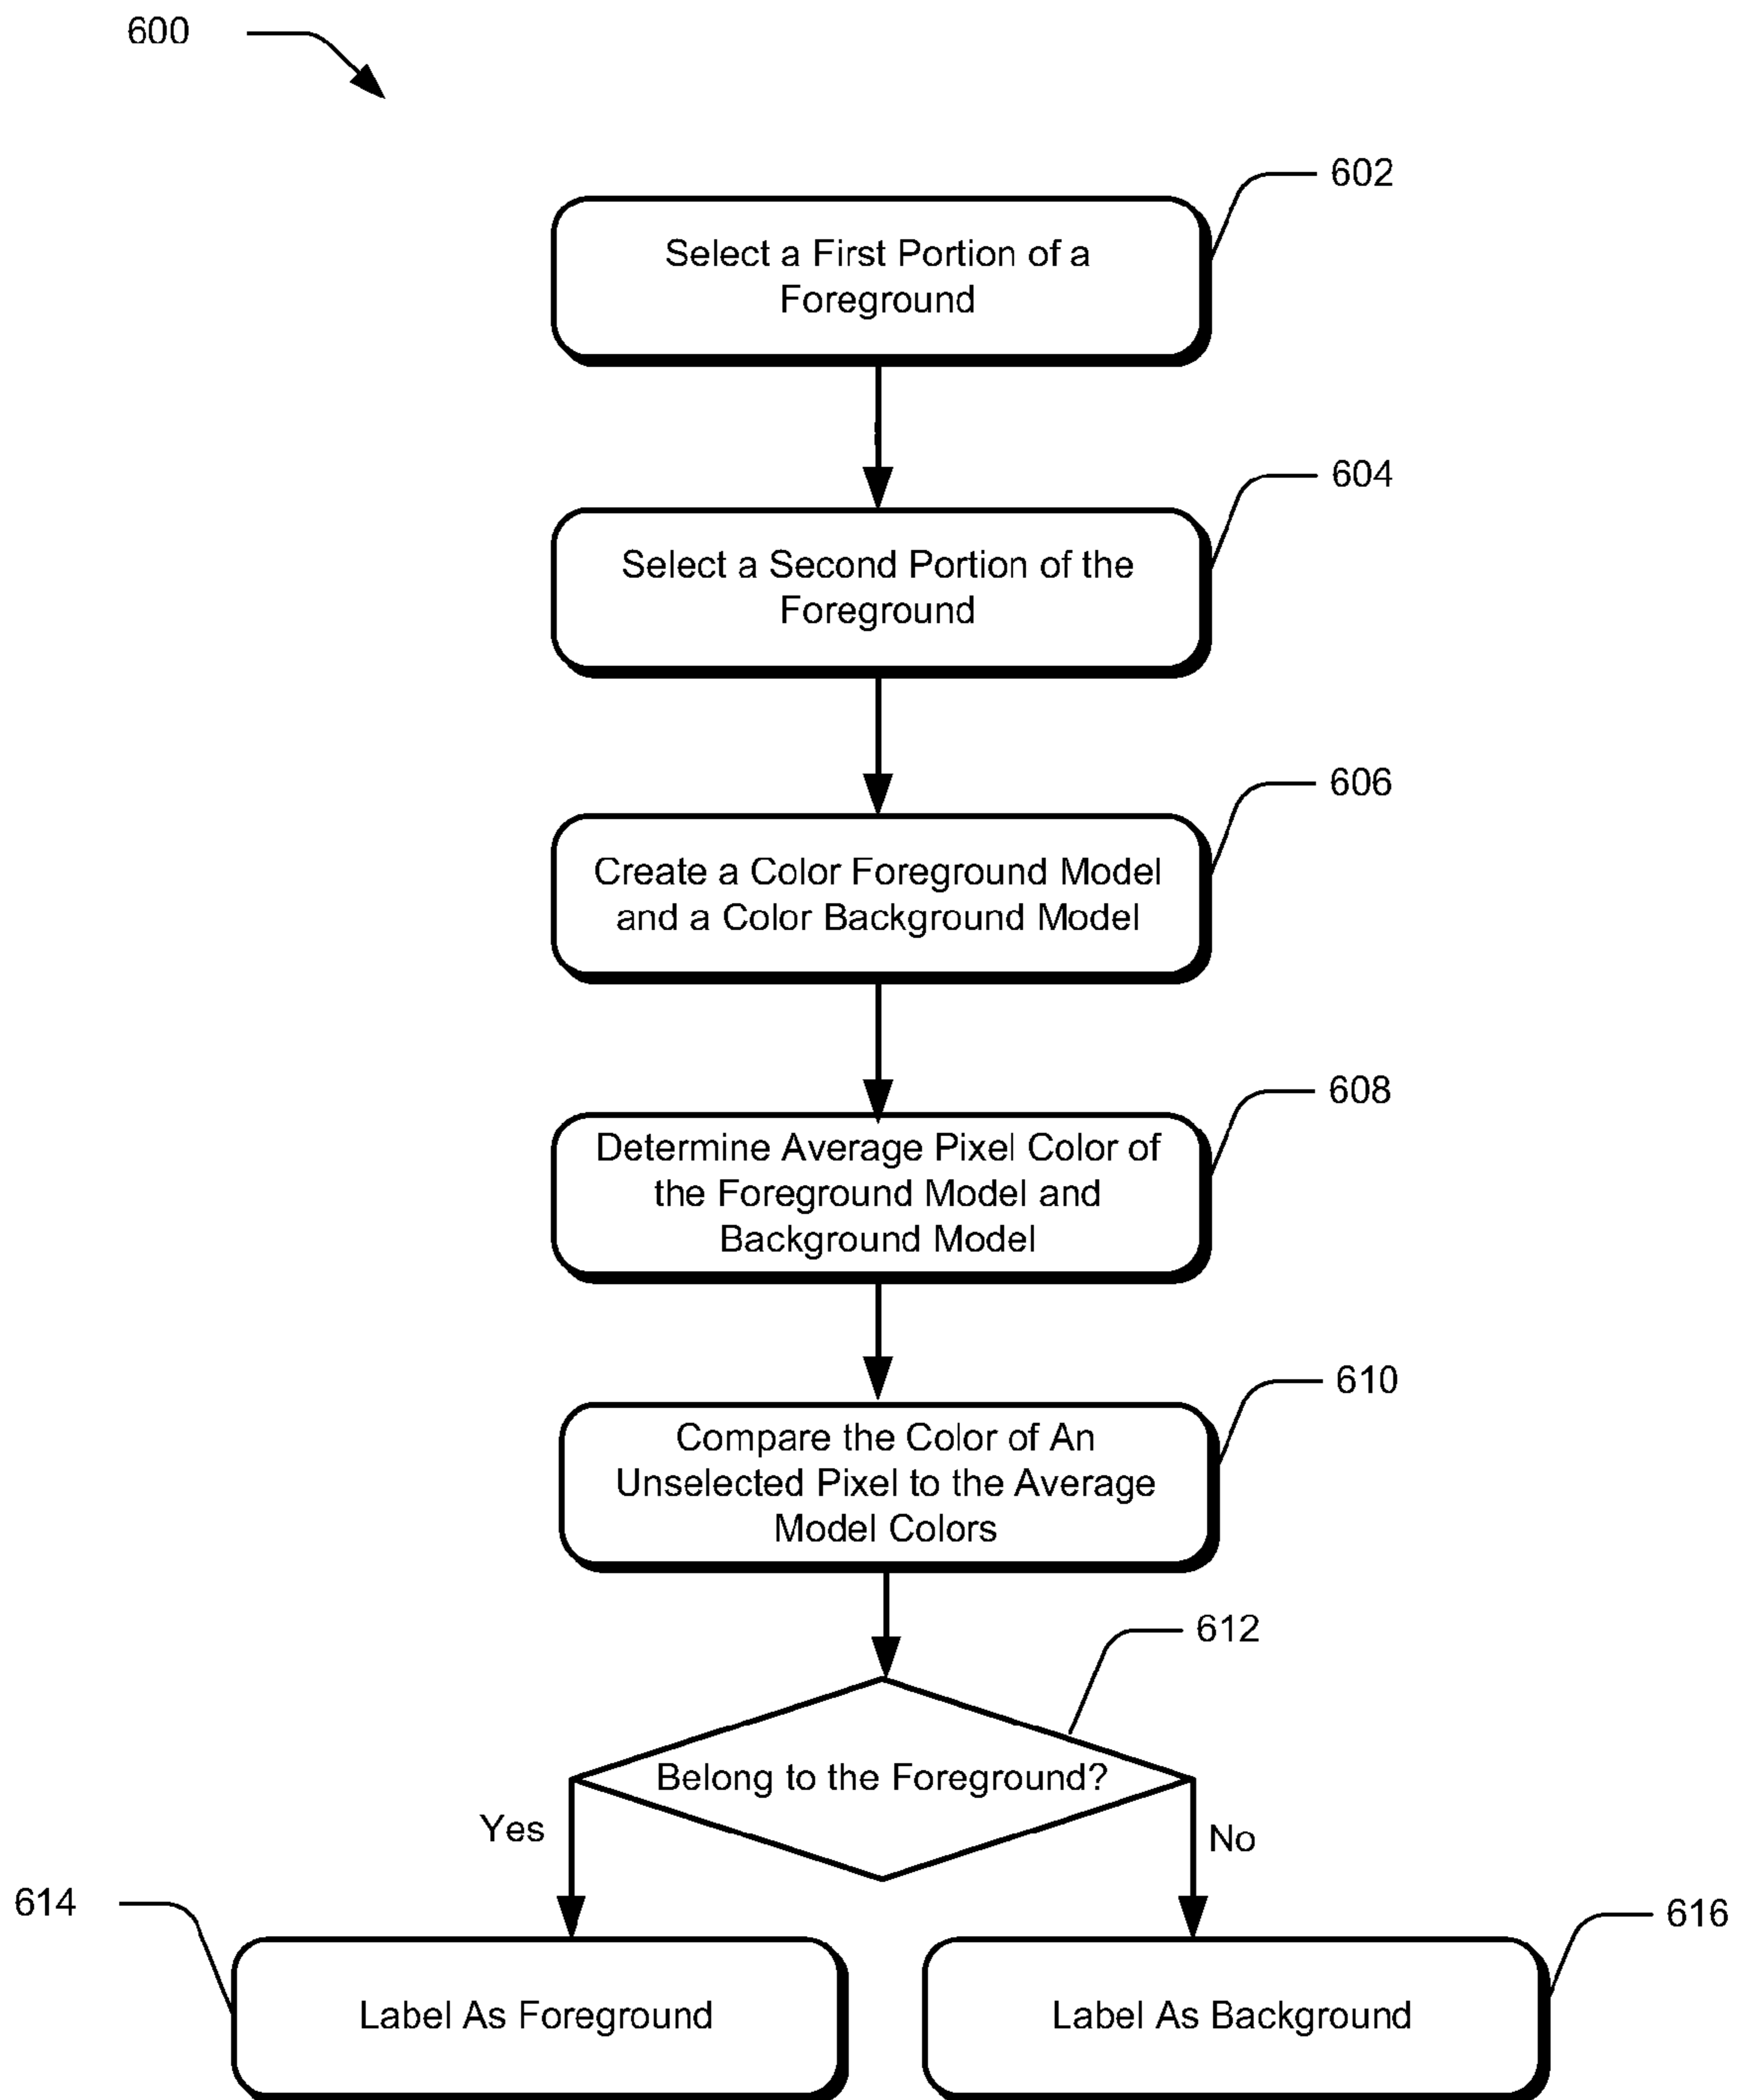 600
602
Select a First Portion of a
Foreground
604
Select a Second Portion of the
Foreground
606
Create a Color Foreground Model
and a Color Background Model
608
Determine Average Pixel Color of
the Foreground Model and
Background Model
610
Compare the Color of An
Unselected Pixel to the Average
Model Colors
612
Belong to the Foreground?
Yes
No
614
616
Label As Foreground
Label As Background